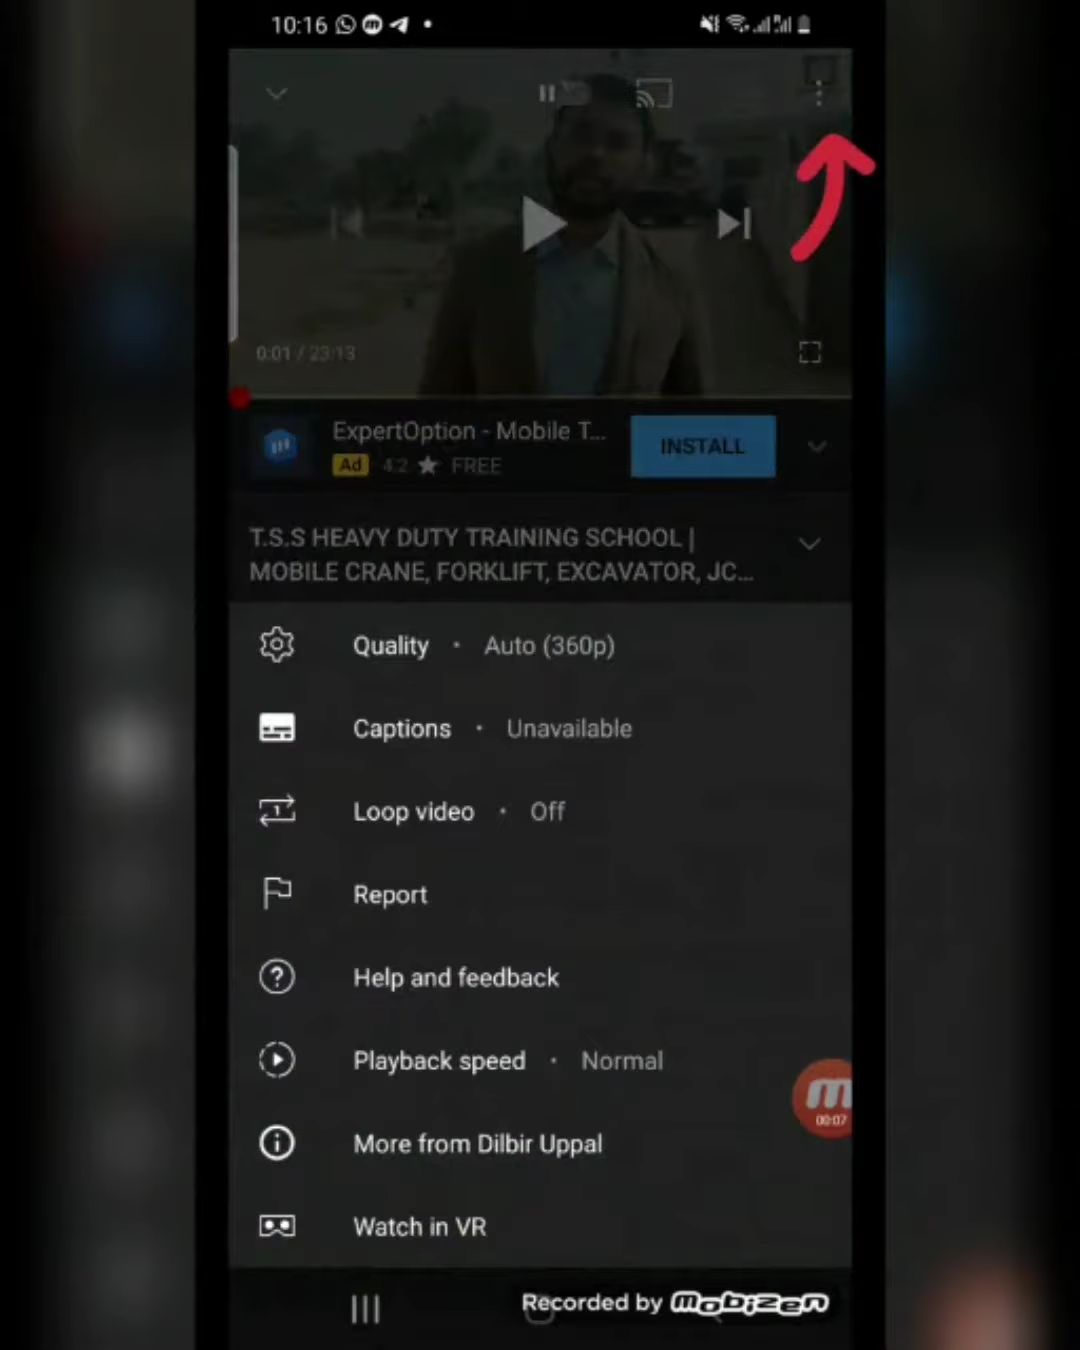 10:16
0:01 / 23:13
ExpertOption - Mobile T...
INSTALL
Ad 4.2 ★ FREE
T.S.S HEAVY DUTY TRAINING SCHOOL |
MOBILE CRANE, FORKLIFT, EXCAVATOR, JC...
Quality · Auto (360p)
Captions · Unavailable
Loop video · Off
Report
Help and feedback
Playback speed · Normal
00:07
More from Dilbir Uppal
Watch in VR
Recorded by mobizen